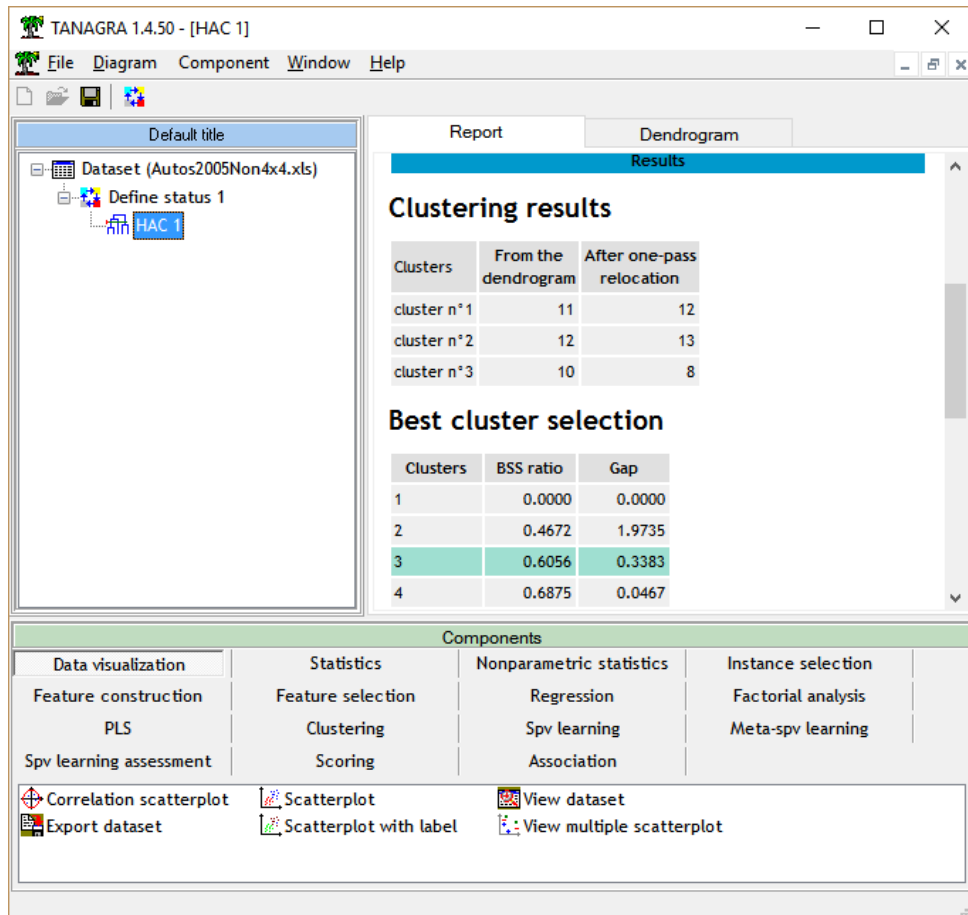 TANAGRA 1.4.50 - [HAC 1]
File Diagram Component Window Help
Default title
Dataset (Autos2005Non4x4.xls)
Define status 1
HAC 1
Report Dendrogram
Results
Clustering results
Clusters From the dendrogram After one-pass relocation
cluster n°1 11 12
cluster n°2 12 13
cluster n°3 10 8
Best cluster selection
Clusters BSS ratio Gap
1 0.0000 0.0000
2 0.4672 1.9735
3 0.6056 0.3383
4 0.6875 0.0467
Components
Data visualization Statistics Nonparametric statistics Instance selection
Feature construction Feature selection Regression Factorial analysis
PLS Clustering Spv learning Meta-spv learning
Spv learning assessment Scoring Association
Correlation scatterplot Scatterplot View dataset
Export dataset Scatterplot with label View multiple scatterplot